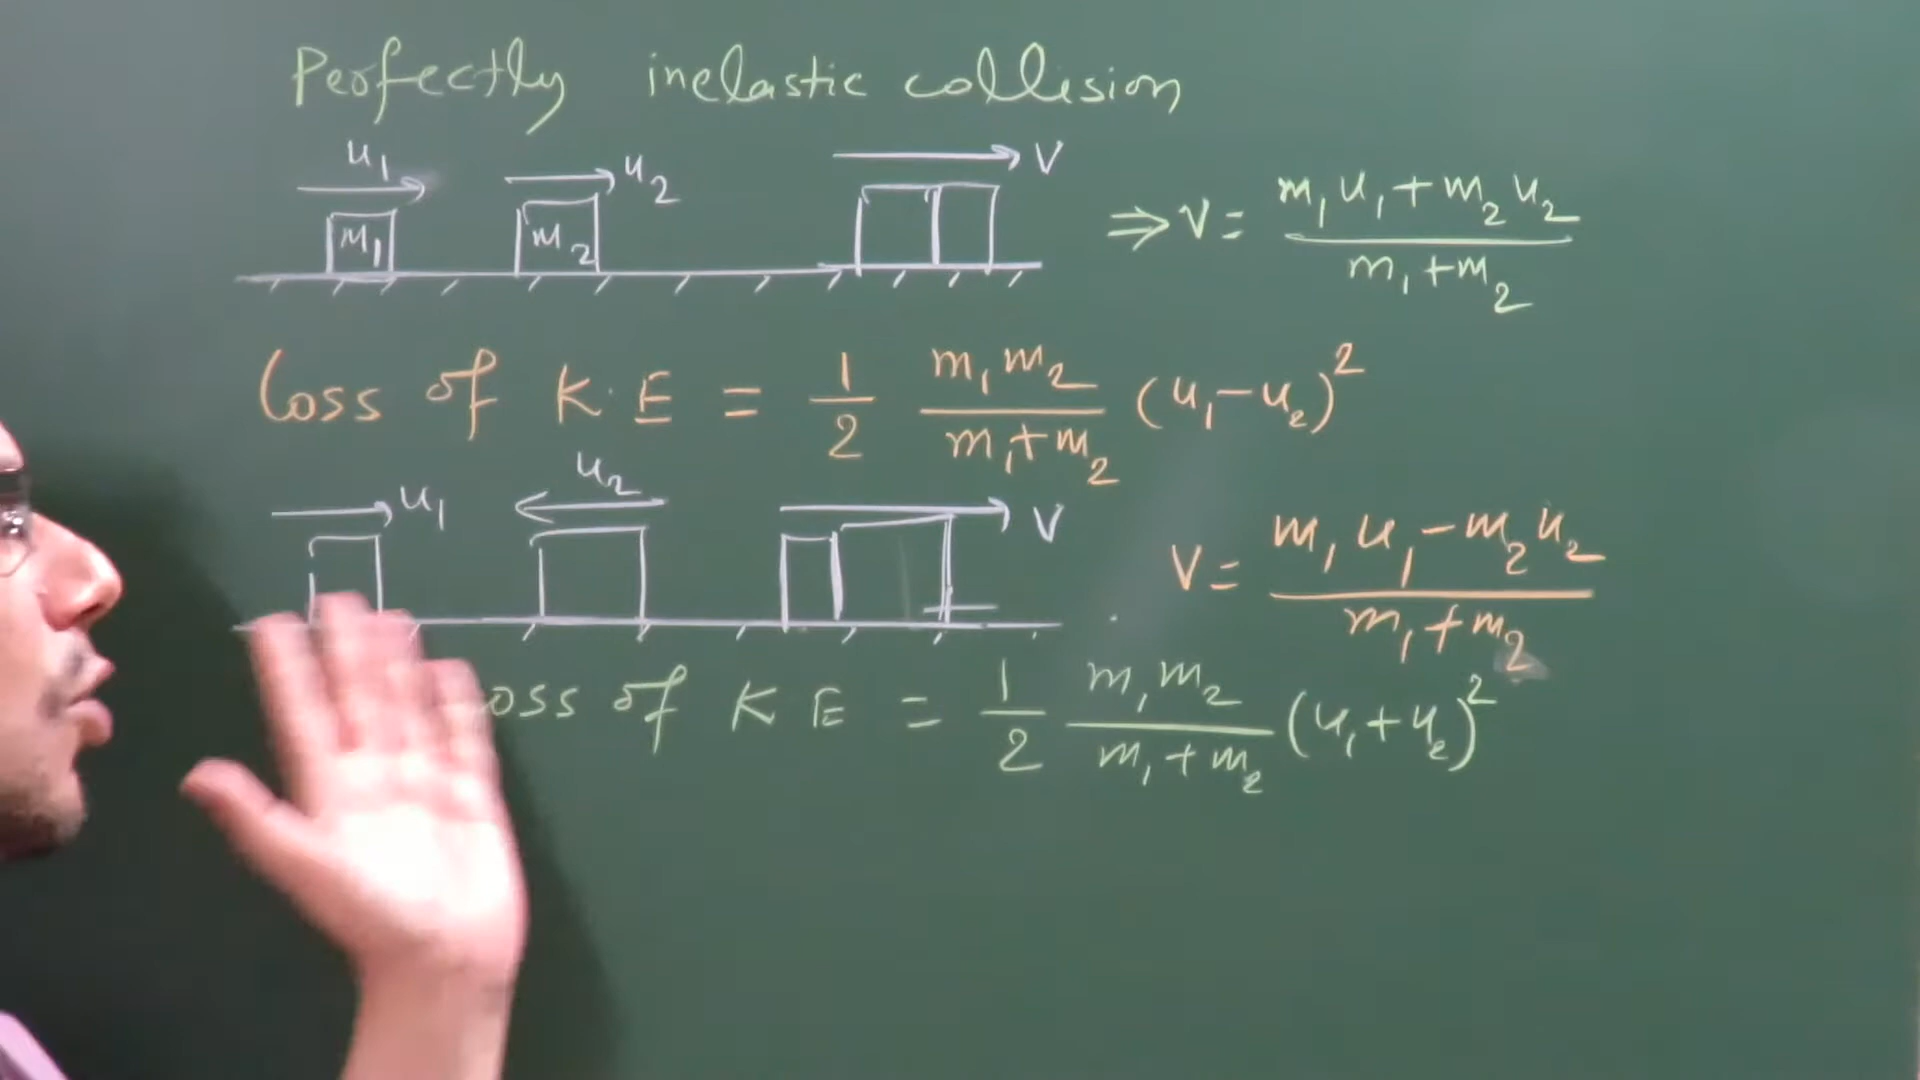 Perfectly inelastic collision
u₁ u₂ V
m₁ m₂
⇒ V = (m₁u₁ + m₂u₂) / (m₁ + m₂)
Loss of K.E = 1/2 (m₁m₂)/(m₁+m₂) (u₁-u₂)²
u₁ u₂ V
V = (m₁u₁ - m₂u₂) / (m₁ + m₂)
of KE = 1/2 (m₁m₂)/(m₁+m₂) (u₁+u₂)²